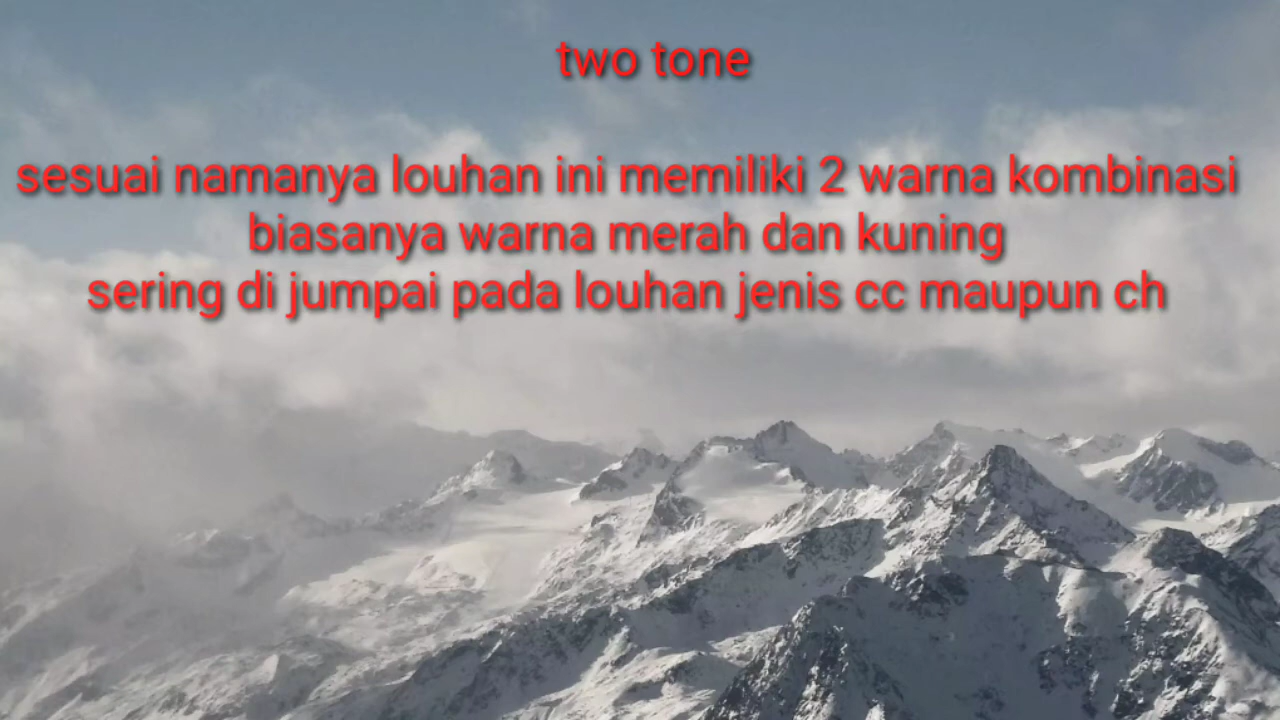 two tone
sesuai namanya louhan ini memiliki 2 warna kombinasi
biasanya warna merah dan kuning
sering di jumpai pada louhan jenis cc maupun ch